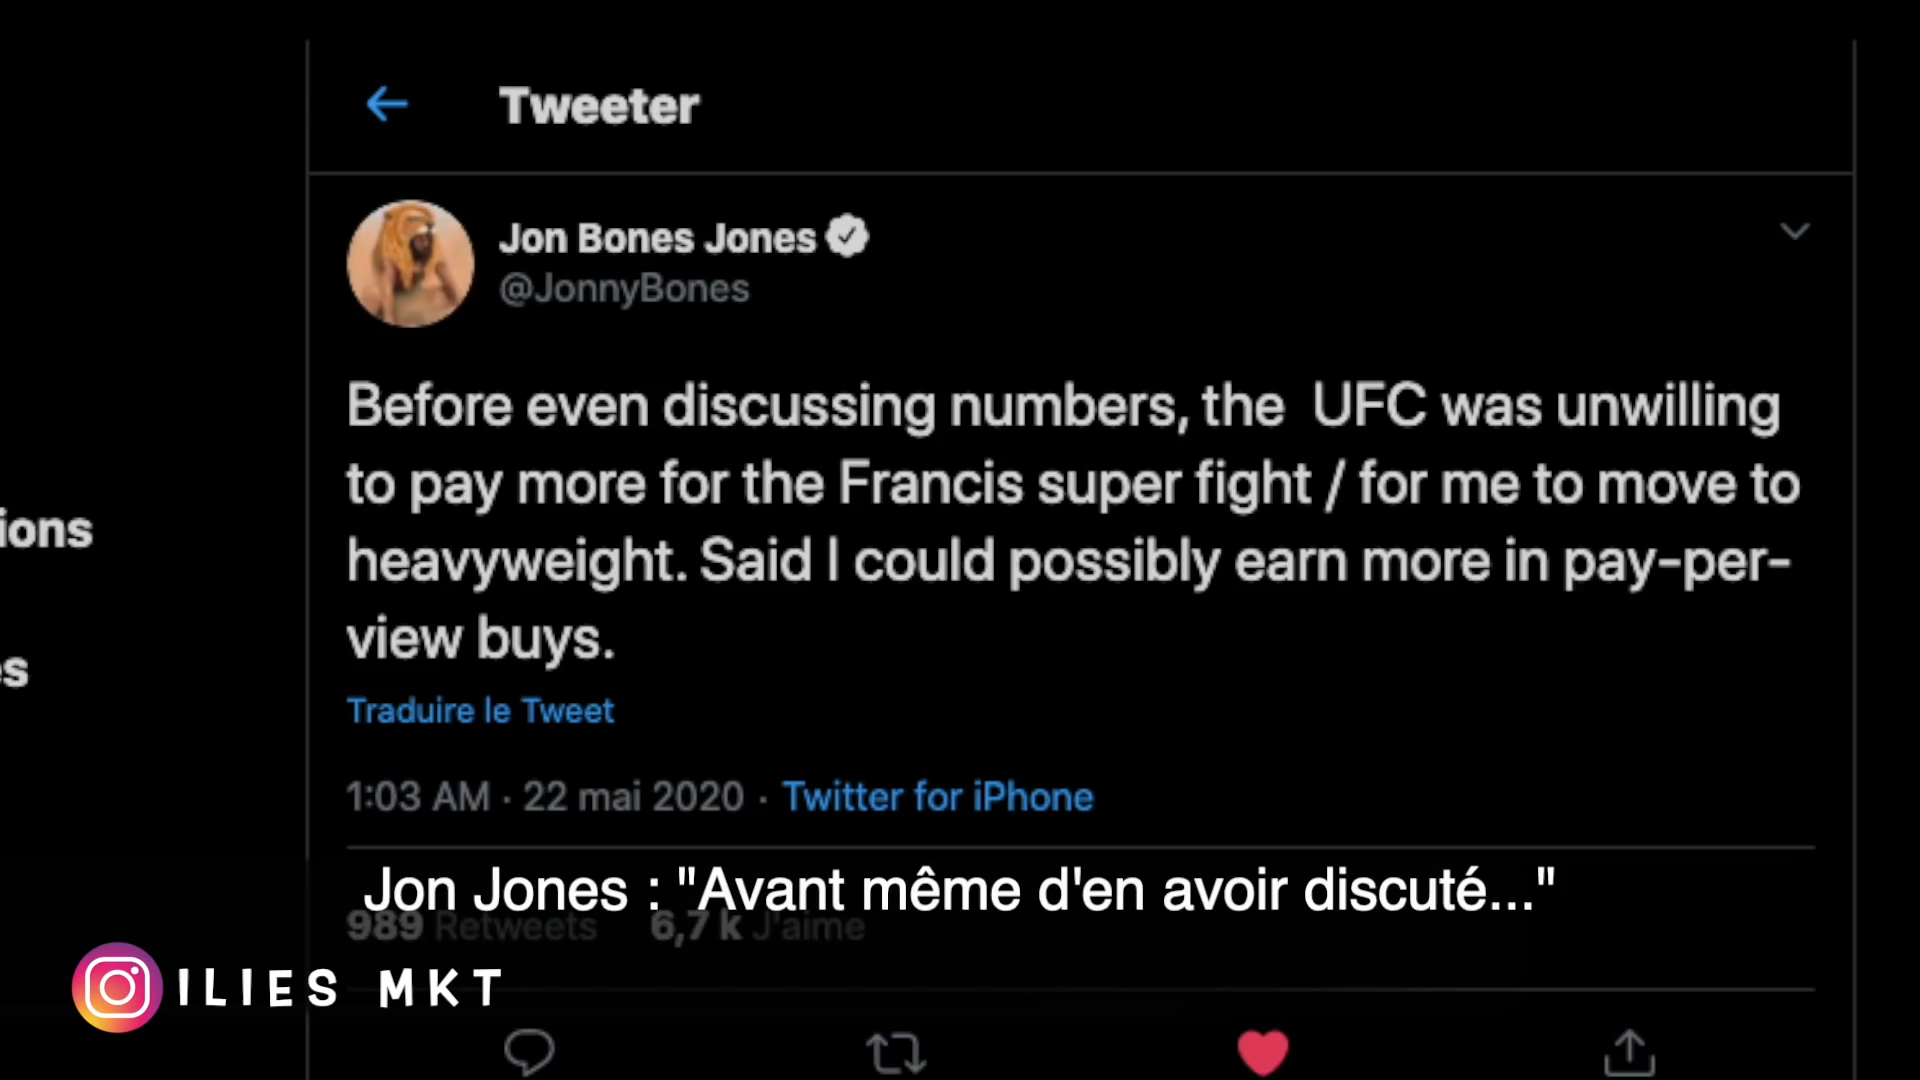 Tweeter
Jon Bones Jones
@JonnyBones
Before even discussing numbers, the UFC was unwilling
to pay more for the Francis super fight / for me to move to
heavyweight. Said I could possibly earn more in pay-per-
view buys.
ions
es
Traduire le Tweet
1:03 AM · 22 mai 2020 · Twitter for iPhone
Jon Jones : "Avant même d'en avoir discuté..."
989 Retweets 6,7 k J'aime
ILIES MKT